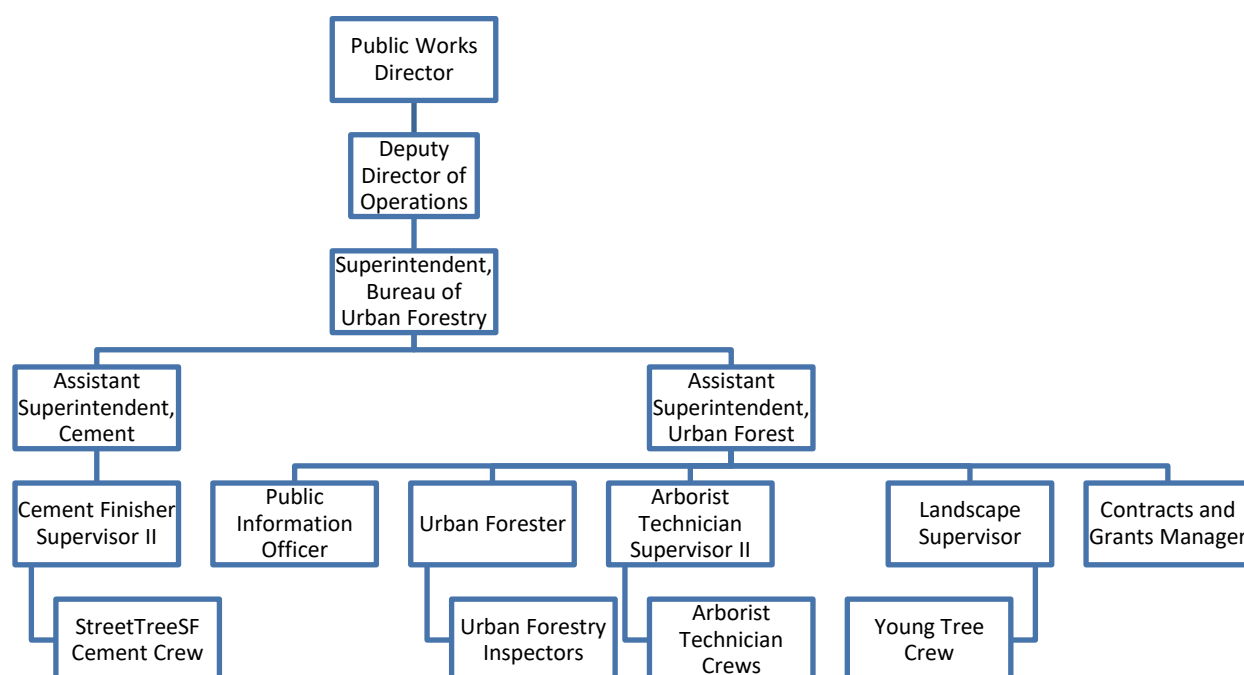 Public Works
Director
Deputy
Director of
Operations
Superintendent,
Bureau of
Urban Forestry
Assistant
Superintendent,
Cement
Assistant
Superintendent,
Urban Forest
Cement Finisher
Supervisor II
Public
Information
Officer
Urban Forester
Arborist
Technician
Supervisor II
Landscape
Supervisor
Contracts and
Grants Manager
StreetTreeSF
Cement Crew
Urban Forestry
Inspectors
Arborist
Technician
Crews
Young Tree
Crew